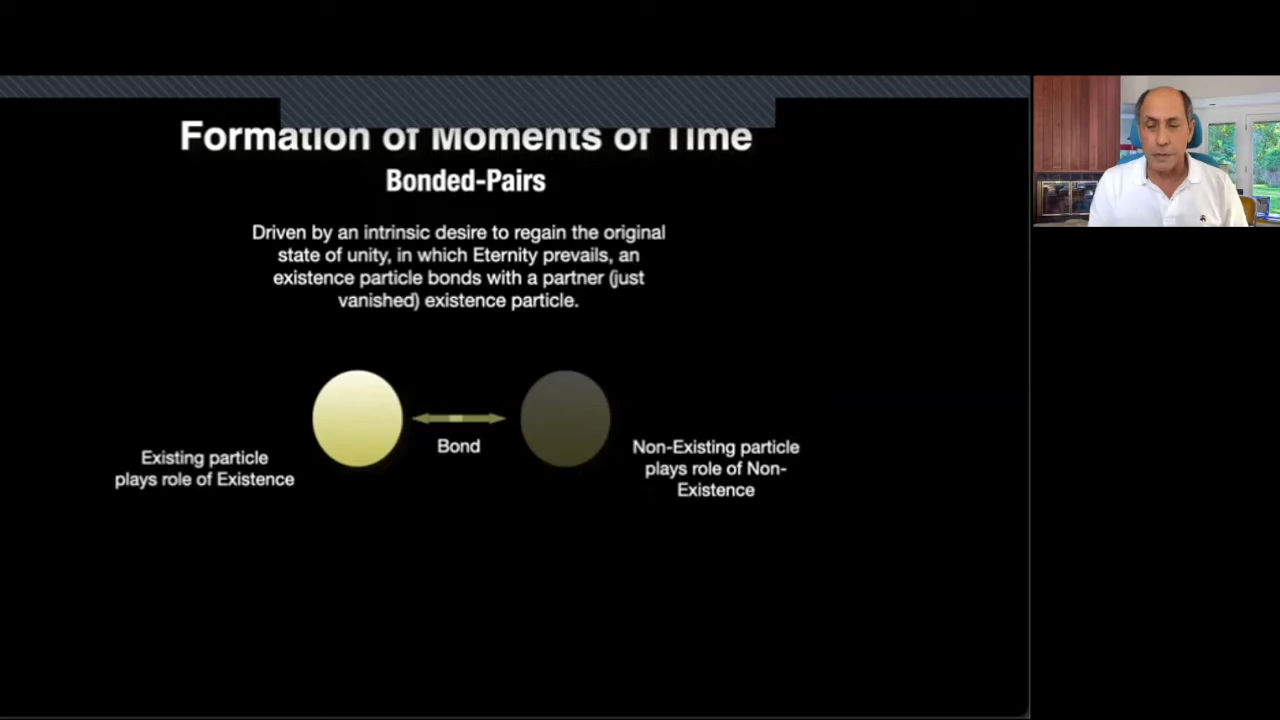 Formation of Moments of Time
Bonded-Pairs
Driven by an intrinsic desire to regain the original
state of unity, in which Eternity prevails, an
existence particle bonds with a partner (just
vanished) existence particle.
Existing particle
plays role of Existence
Bond
Non-Existing particle
plays role of Non-
Existence